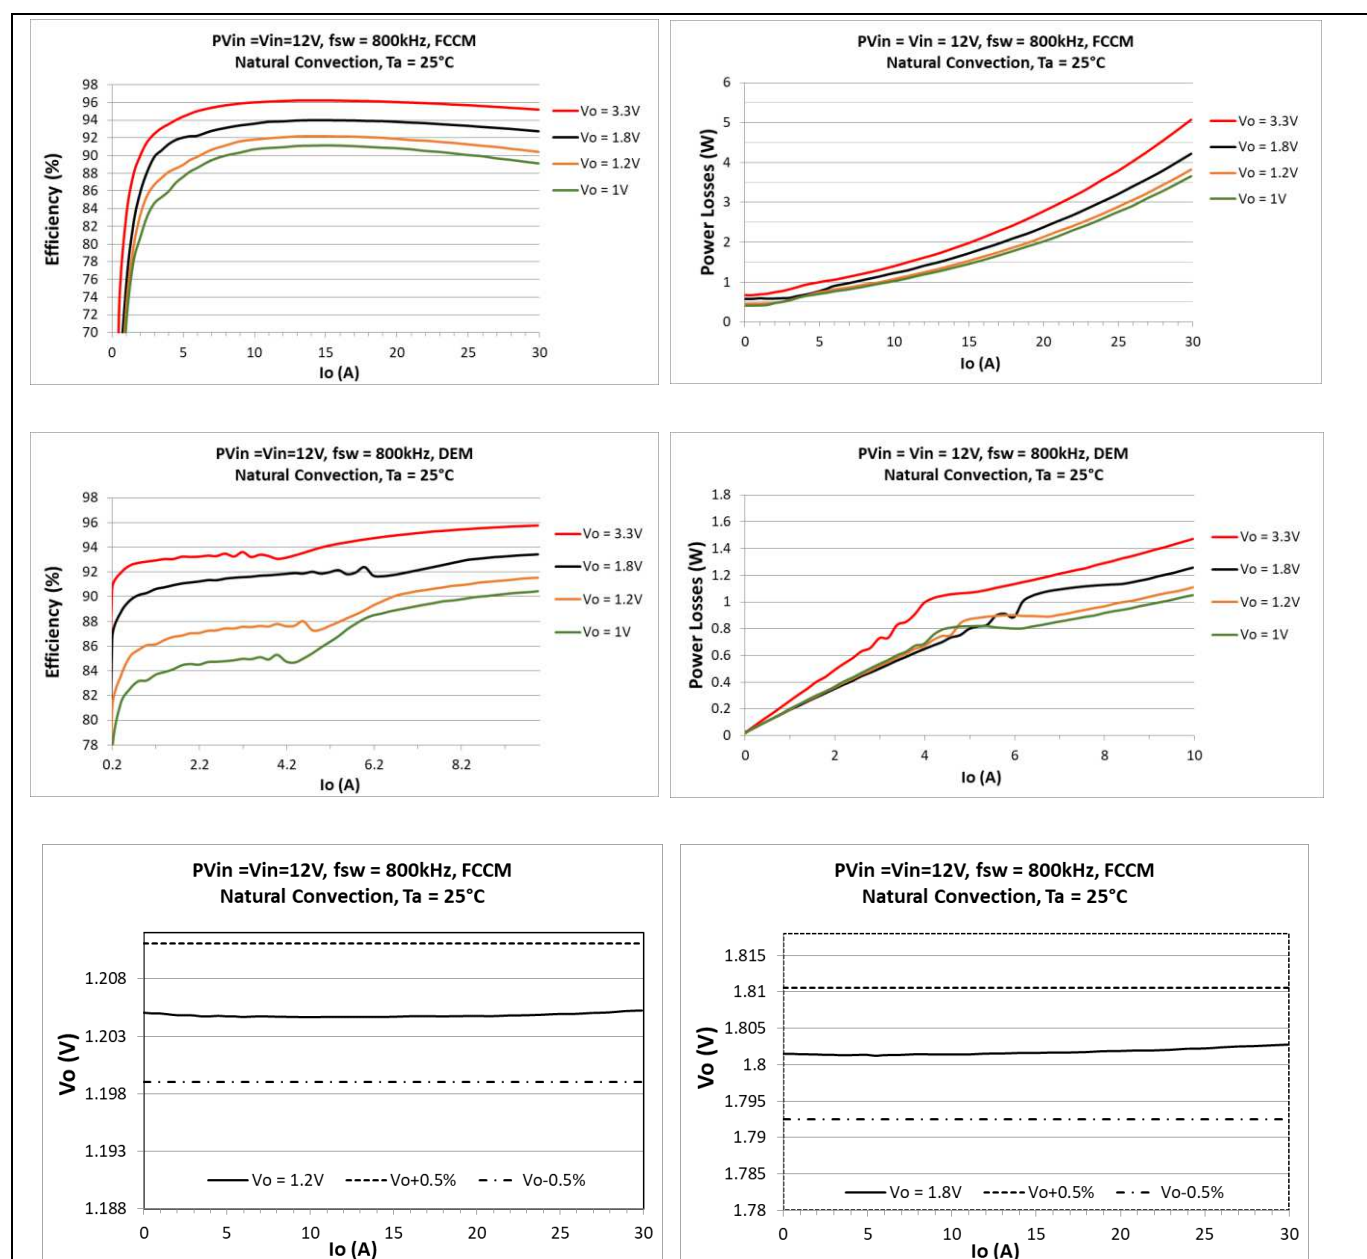 PVin =Vin=12V, fsw = 800kHz, FCCM
Natural Convection, Ta = 25°C
Efficiency (%)
98
96
94
92
90
88
86
84
82
80
78
76
74
72
70
0 5 10 15 20 25 30
Io (A)
Vo = 3.3V
Vo = 1.8V
Vo = 1.2V
Vo = 1V
PVin = Vin = 12V, fsw = 800kHz, FCCM
Natural Convection, Ta = 25°C
Power Losses (W)
6
5
4
3
2
1
0
0 5 10 15 20 25 30
Io (A)
Vo = 3.3V
Vo = 1.8V
Vo = 1.2V
Vo = 1V
PVin =Vin=12V, fsw = 800kHz, DEM
Natural Convection, Ta = 25°C
Efficiency (%)
98
96
94
92
90
88
86
84
82
80
78
0.2 2.2 4.2 6.2 8.2
Io (A)
Vo = 3.3V
Vo = 1.8V
Vo = 1.2V
Vo = 1V
PVin = Vin = 12V, fsw = 800kHz, DEM
Natural Convection, Ta = 25°C
Power Losses (W)
1.8
1.6
1.4
1.2
1
0.8
0.6
0.4
0.2
0
0 2 4 6 8 10
Io (A)
Vo = 3.3V
Vo = 1.8V
Vo = 1.2V
Vo = 1V
PVin =Vin=12V, fsw = 800kHz, FCCM
Natural Convection, Ta = 25°C
Vo (V)
1.208
1.203
1.198
1.193
1.188
Vo = 1.2V Vo+0.5% Vo-0.5%
0 5 10 15 20 25 30
Io (A)
PVin =Vin=12V, fsw = 800kHz, FCCM
Natural Convection, Ta = 25°C
Vo (V)
1.815
1.81
1.805
1.8
1.795
1.79
1.785
1.78
Vo = 1.8V Vo+0.5% Vo-0.5%
0 5 10 15 20 25 30
Io (A)